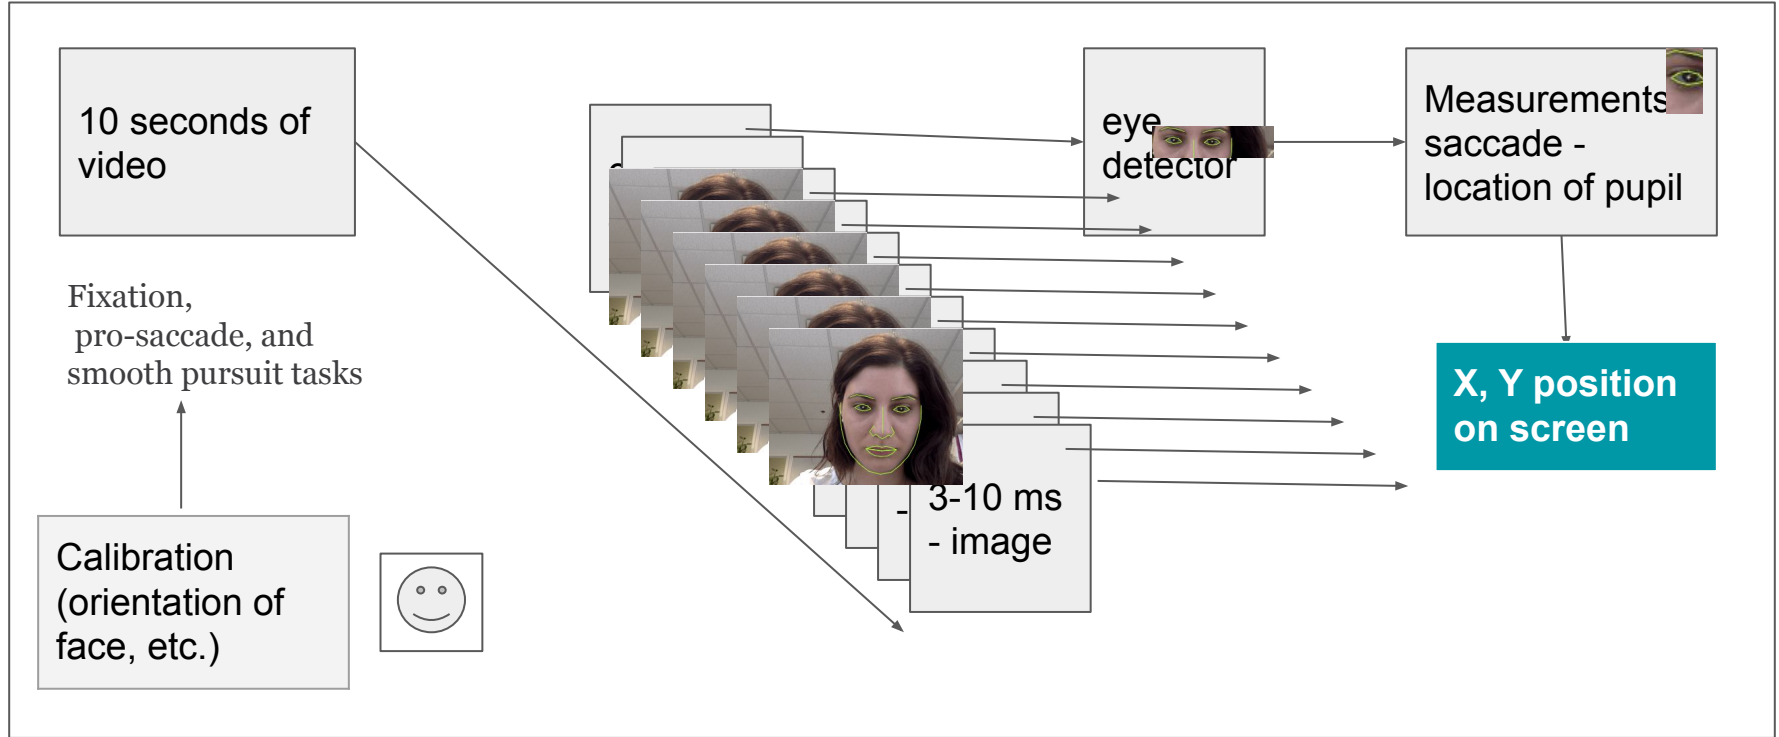 10 seconds of
video
Fixation,
pro-saccade, and
smooth pursuit tasks
Calibration
(orientation of
face, etc.)
3-10 ms
- image
eye
detector
Measurements
saccade -
location of pupil
X, Y position
on screen